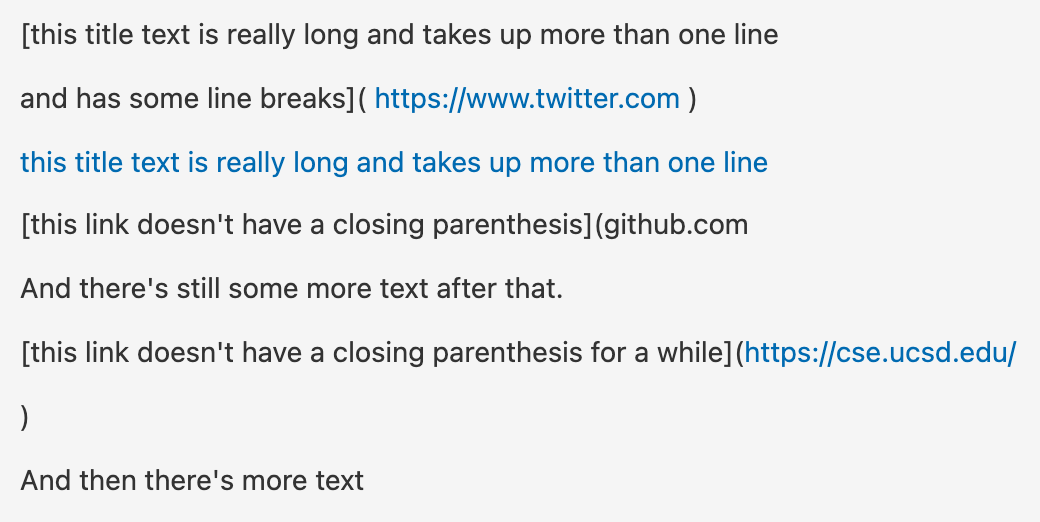 [this title text is really long and takes up more than one line
and has some line breaks]( https://www.twitter.com )
this title text is really long and takes up more than one line
[this link doesn't have a closing parenthesis](github.com
And there's still some more text after that.
[this link doesn't have a closing parenthesis for a while](https://cse.ucsd.edu/
)
And then there's more text